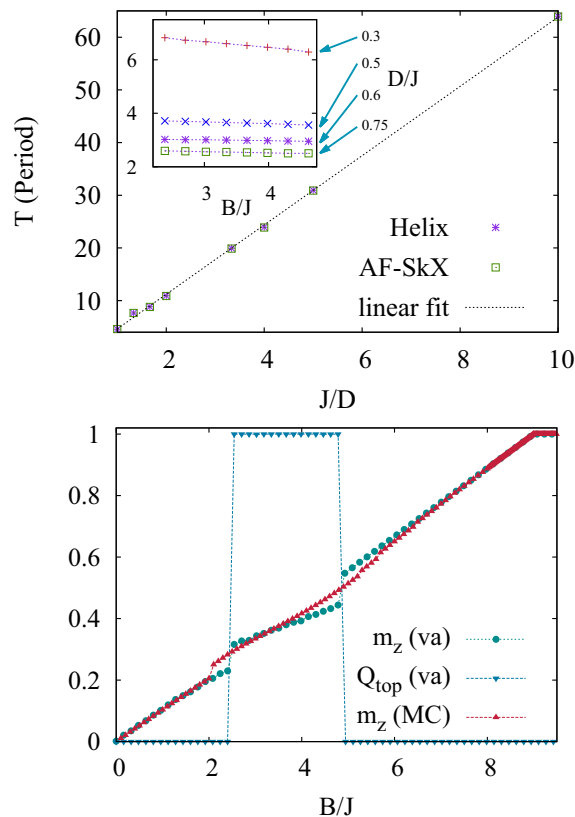 60
50
40
30
20
10
T (Period)
6
4
2
3
4
B/J
0.3
0.5
D/J
0.6
0.75
Helix
AF-SkX
linear fit
2
4
6
8
10
J/D
1
0.8
0.6
0.4
0.2
0
m_z (va)
Q_top (va)
m_z (MC)
0
2
4
6
8
B/J